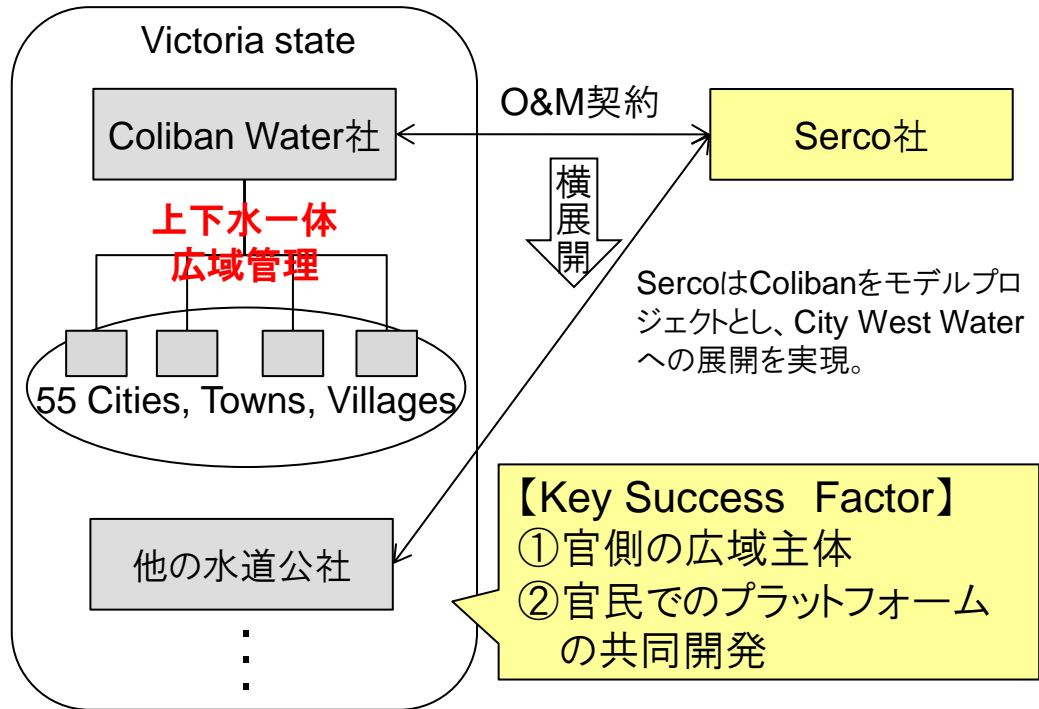 Victoria state
Coliban Water社
O&M契約
Serco社
上下水一体
広域管理
横展開
SercoはColibanをモデルプロ
ジェクトとし、City West Water
への展開を実現。
55 Cities, Towns, Villages
【Key Success Factor】
①官側の広域主体
②官民でのプラットフォーム
の共同開発
他の水道公社